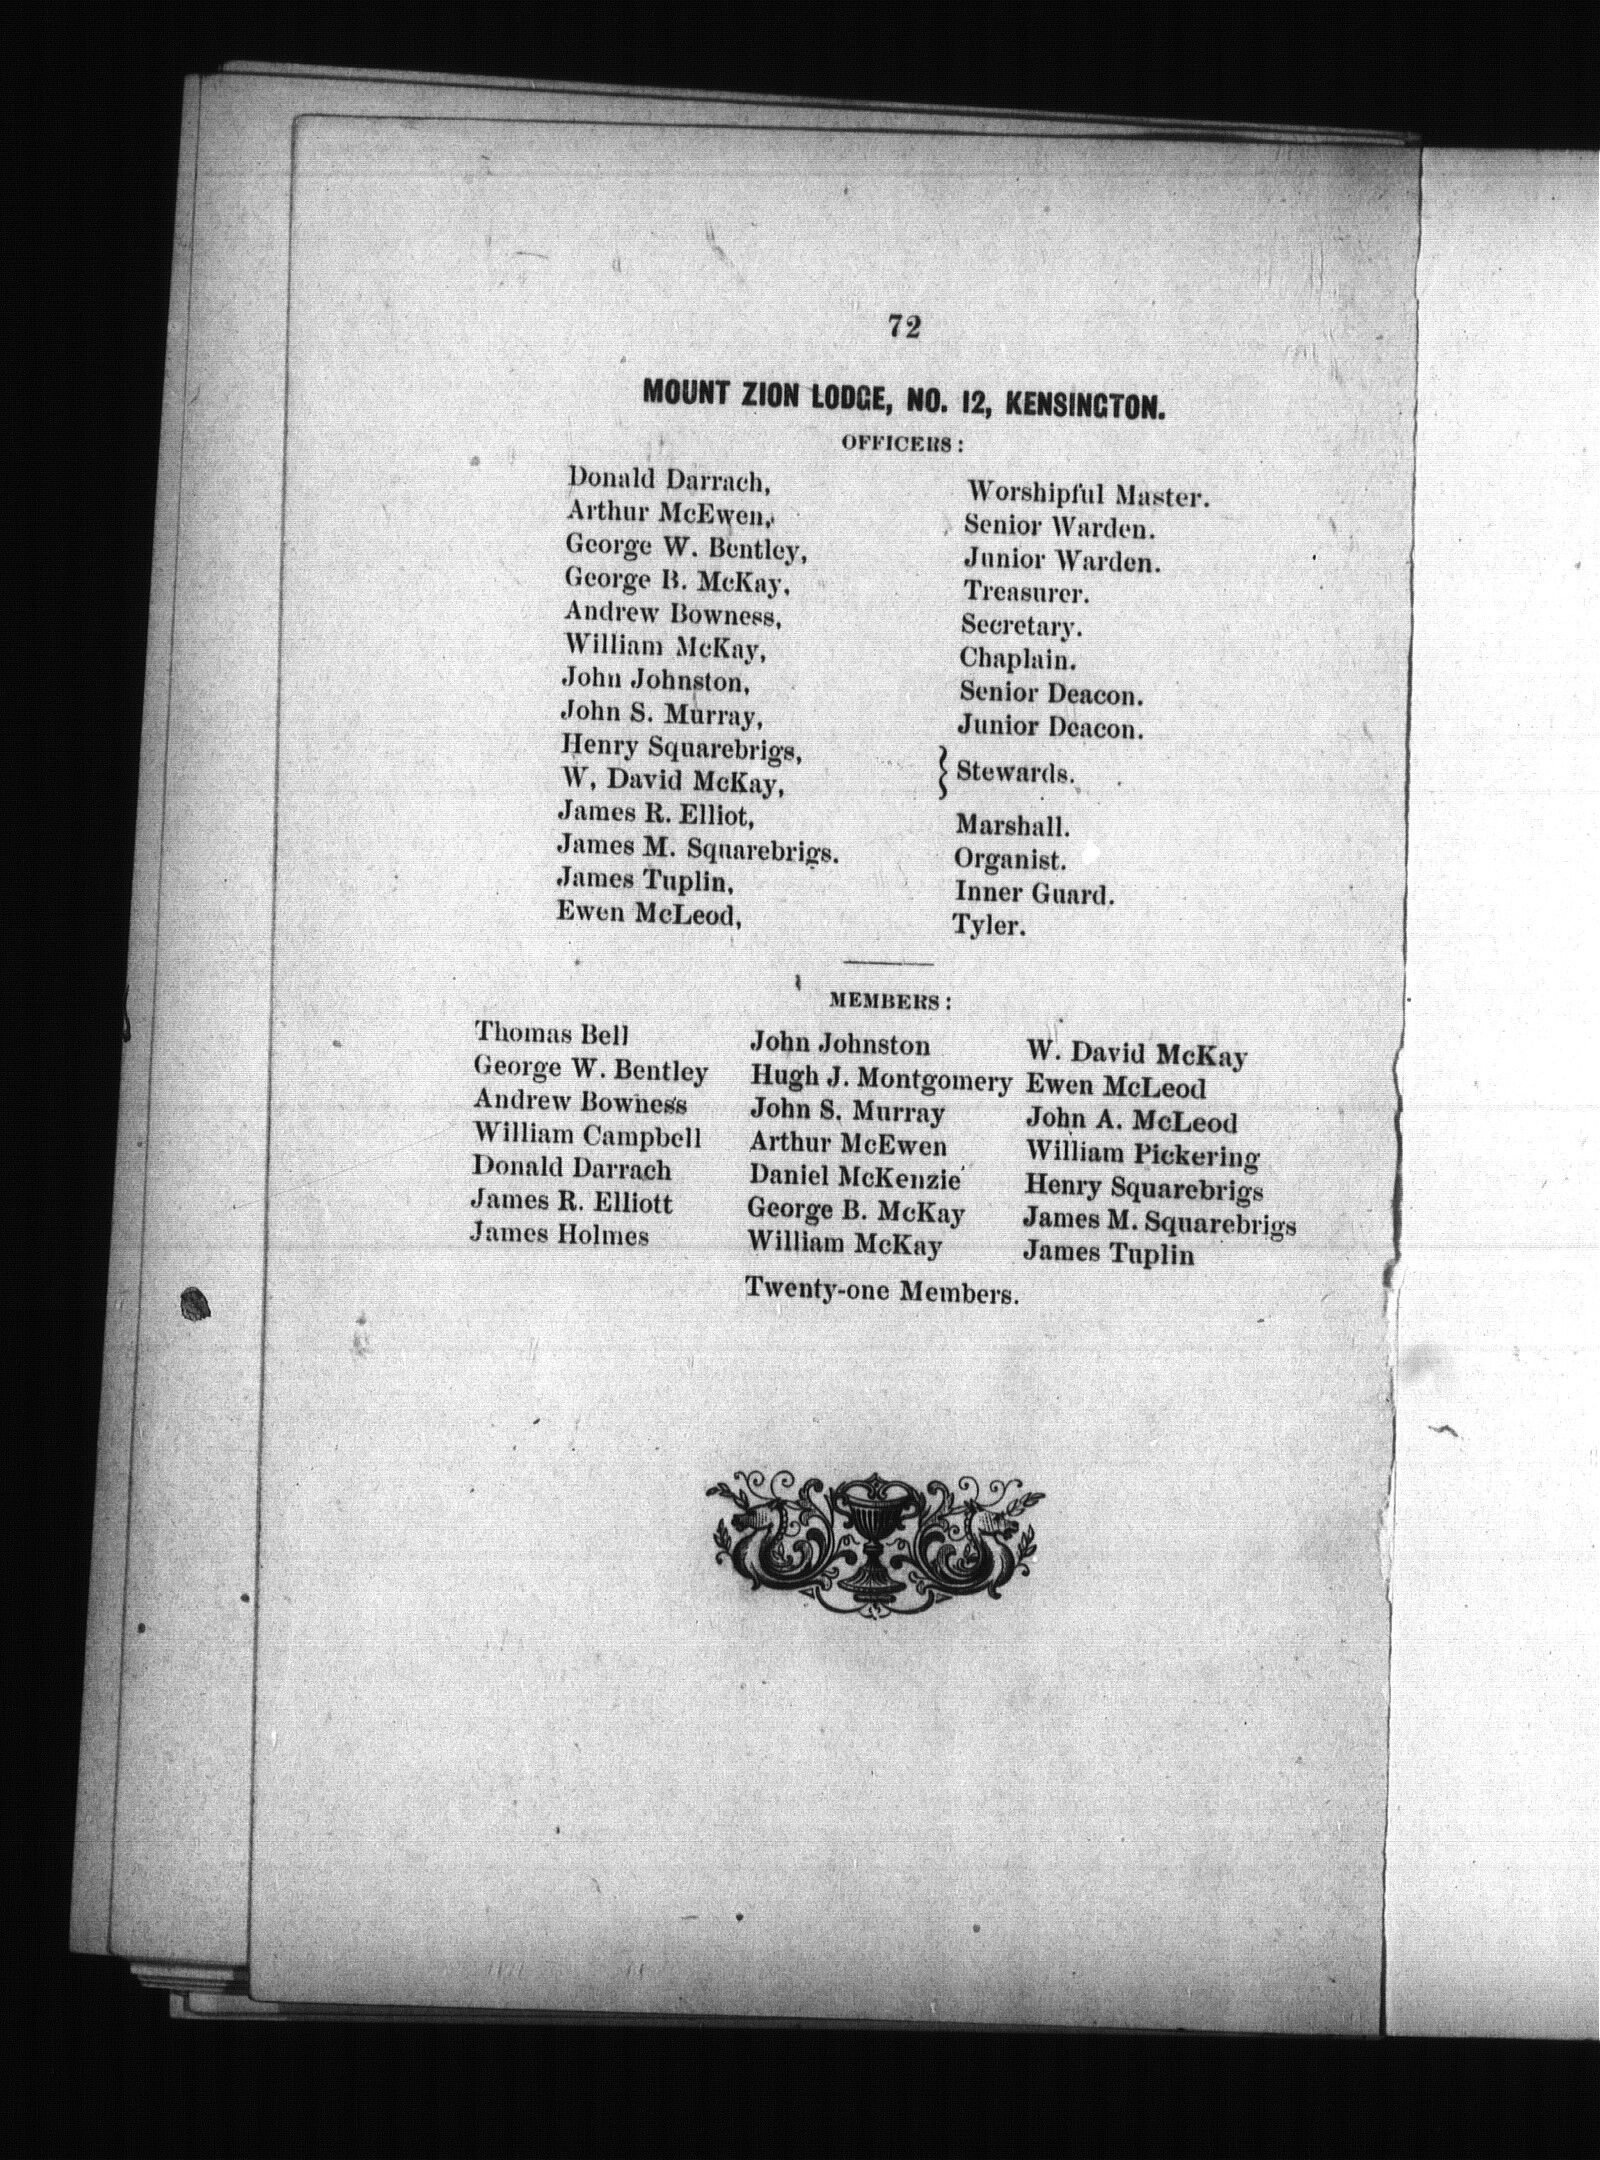 72
MOUNT ZION LODGE, NO. 12, KENSINGTON.
OFFICERS:
Donald Darrach, Worshipful Master.
Arthur McEwen, Senior Warden.
George W. Bentley, Junior Warden.
George B. McKay, Treasurer.
Andrew Bowness, Secretary.
William McKay, Chaplain.
John Johnston, Senior Deacon.
John S. Murray, Junior Deacon.
Henry Squarebrigs,
W, David McKay, } Stewards.
James R. Elliot, Marshall.
James M. Squarebrigs. Organist.
James Tuplin, Inner Guard.
Ewen McLeod, Tyler.
MEMBERS:
Thomas Bell John Johnston W. David McKay
George W. Bentley Hugh J. Montgomery Ewen McLeod
Andrew Bowness John S. Murray John A. McLeod
William Campbell Arthur McEwen William Pickering
Donald Darrach Daniel McKenzie Henry Squarebrigs
James R. Elliott George B. McKay James M. Squarebrigs
James Holmes William McKay James Tuplin
Twenty-one Members.